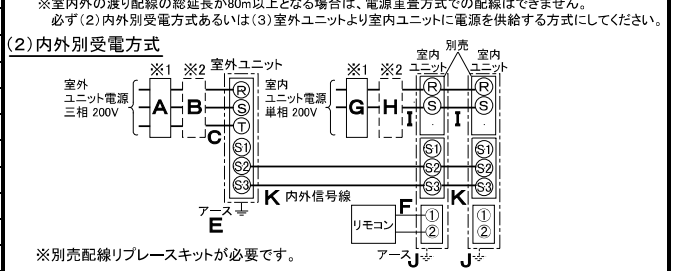 ※室内外の渡り配線の総延長が80m以上となる場合は、電源重畳方式での配線はできません。
必ず(2)内外別受電方式あるいは(3)室外ユニットより室内ユニットに電源を供給する方式にしてください。
(2)内外別受電方式
別売
※1 ※2 室外ユニット ※1 ※2 室内ユニット 室内ユニット
室外
ユニット電源
三相 200V
A B C
R
S
T
S1
S2
S3
室内
ユニット電源
単相 200V
G H I I
R
S
S1
S2
S3
R
S
S1
S2
S3
K 内外信号線 K
アース
E
リモコン
F
①
②
①
②
アース J J
※別売配線リプレースキットが必要です。